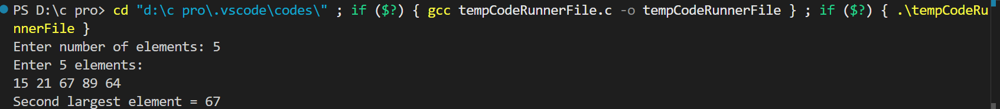 PS D:\c pro> cd "d:\c pro\.vscode\codes\" ; if ($?) { gcc tempCodeRunnerFile.c -o tempCodeRunnerFile } ; if ($?) { .\tempCodeRu
nnerFile }
Enter number of elements: 5
Enter 5 elements:
15 21 67 89 64
Second largest element = 67